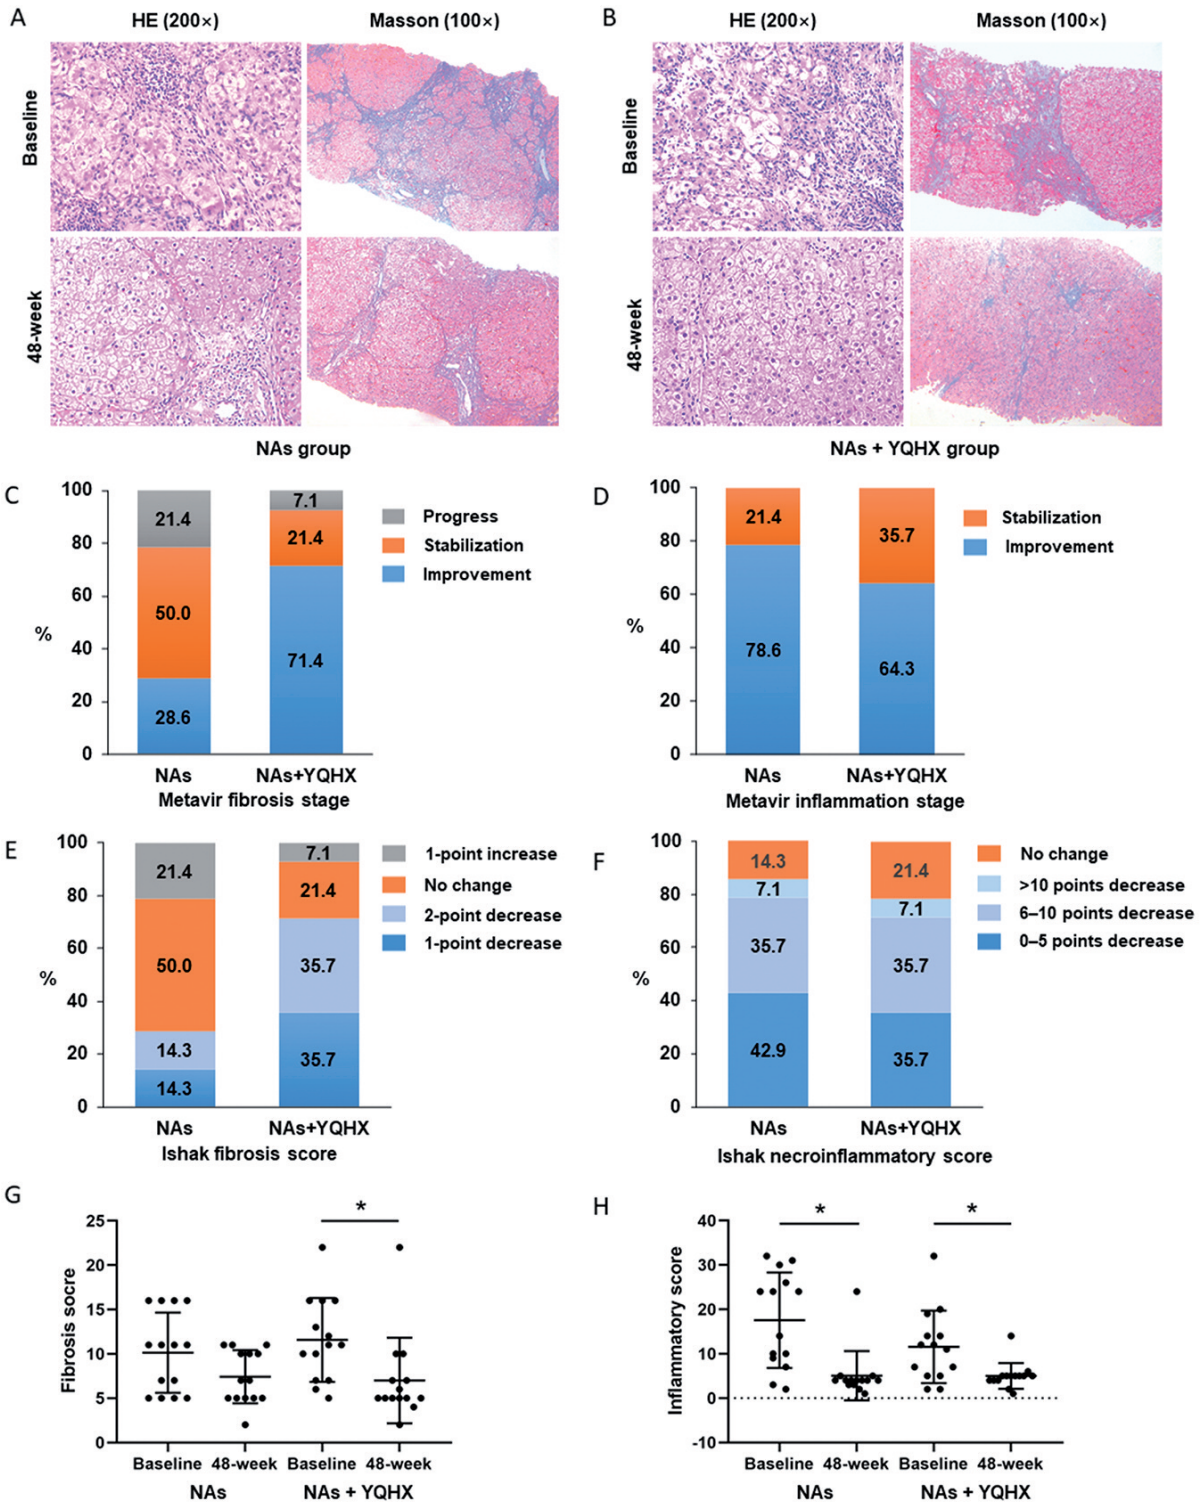 A
HE (200×)
Masson (100×)
Baseline
48-week
NAs group
B
HE (200×)
Masson (100×)
Baseline
48-week
NAs + YQHX group
C
100
80
60
40
20
0
%
21.4
50.0
28.6
7.1
21.4
71.4
Progress
Stabilization
Improvement
NAs
NAs+YQHX
Metavir fibrosis stage
D
100
80
60
40
20
0
%
21.4
78.6
35.7
64.3
Stabilization
Improvement
NAs
NAs+YQHX
Metavir inflammation stage
E
100
80
60
40
20
0
%
21.4
50.0
14.3
14.3
7.1
21.4
35.7
35.7
1-point increase
No change
2-point decrease
1-point decrease
NAs
NAs+YQHX
Ishak fibrosis score
F
100
80
60
40
20
0
%
14.3
7.1
35.7
42.9
21.4
7.1
35.7
35.7
No change
>10 points decrease
6–10 points decrease
0–5 points decrease
NAs
NAs+YQHX
Ishak necroinflammatory score
G
25
20
15
10
5
0
Fibrosis socre
*
Baseline 48-week Baseline 48-week
NAs
NAs + YQHX
H
40
30
20
10
0
-10
Inflammatory score
*
*
Baseline 48-week Baseline 48-week
NAs
NAs + YQHX